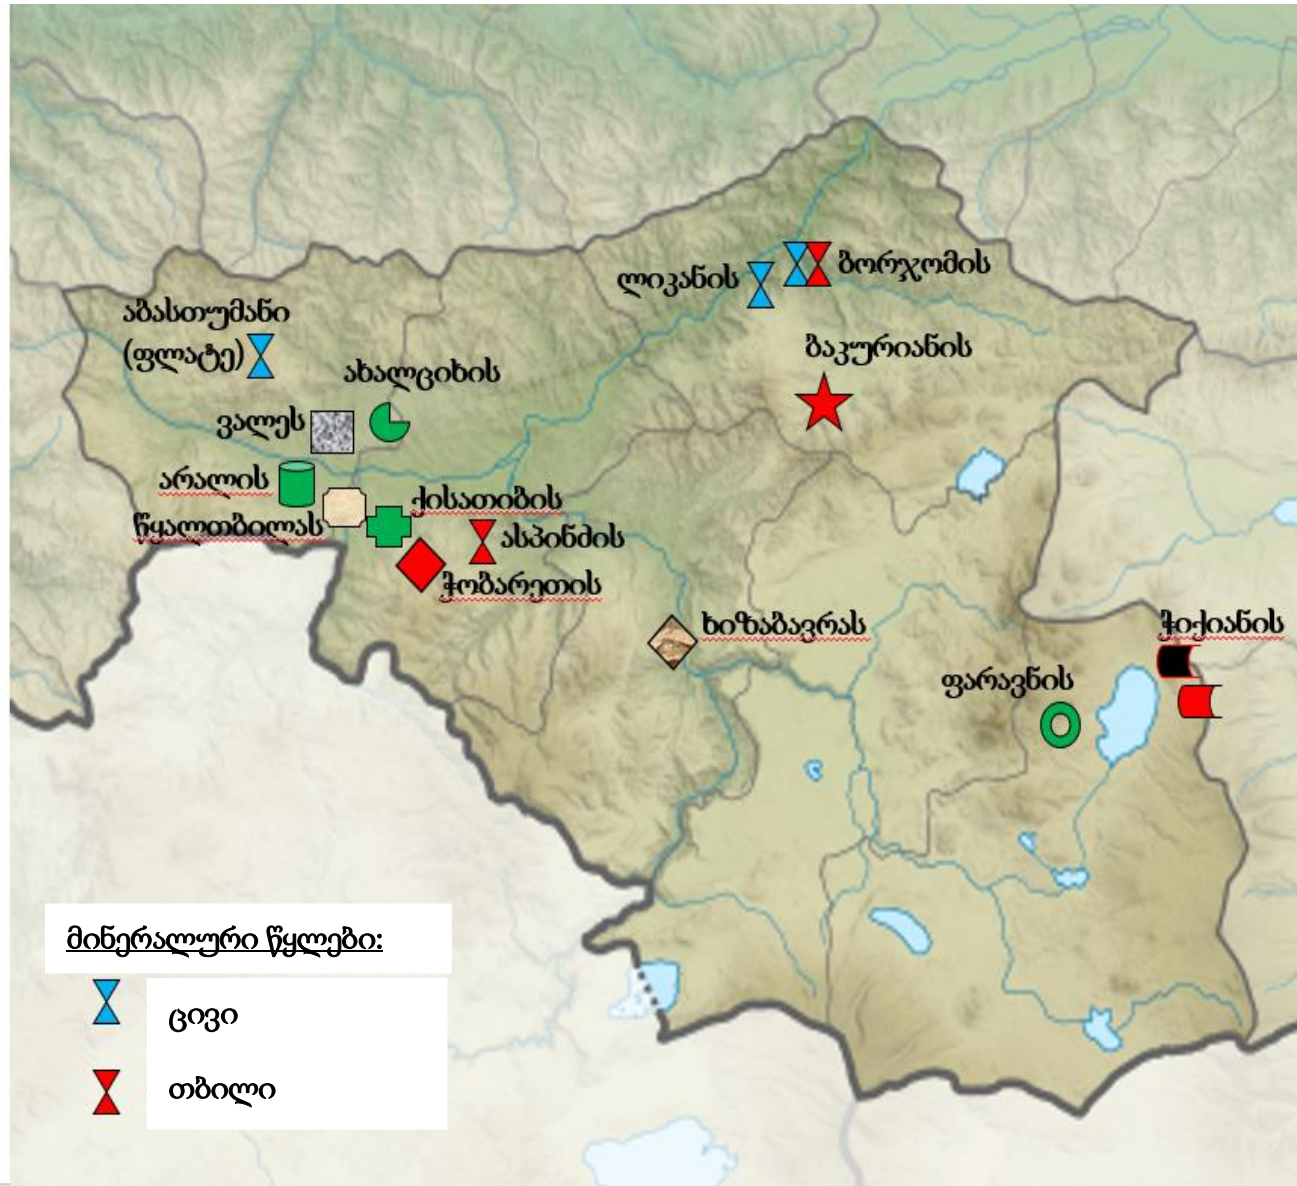 ბორჯომის
ლიკანის
აბასთუმანი
(ფლატე)
ბაკურიანის
ახალციხის
ვალეს
არალის
ქისათიბის
წყალთბილას
ასპინძის
ჭობარეთის
ხიზაბავრას
ჭიქიანის
ფარავნის
მინერალური წყლები:
ცივი
თბილი